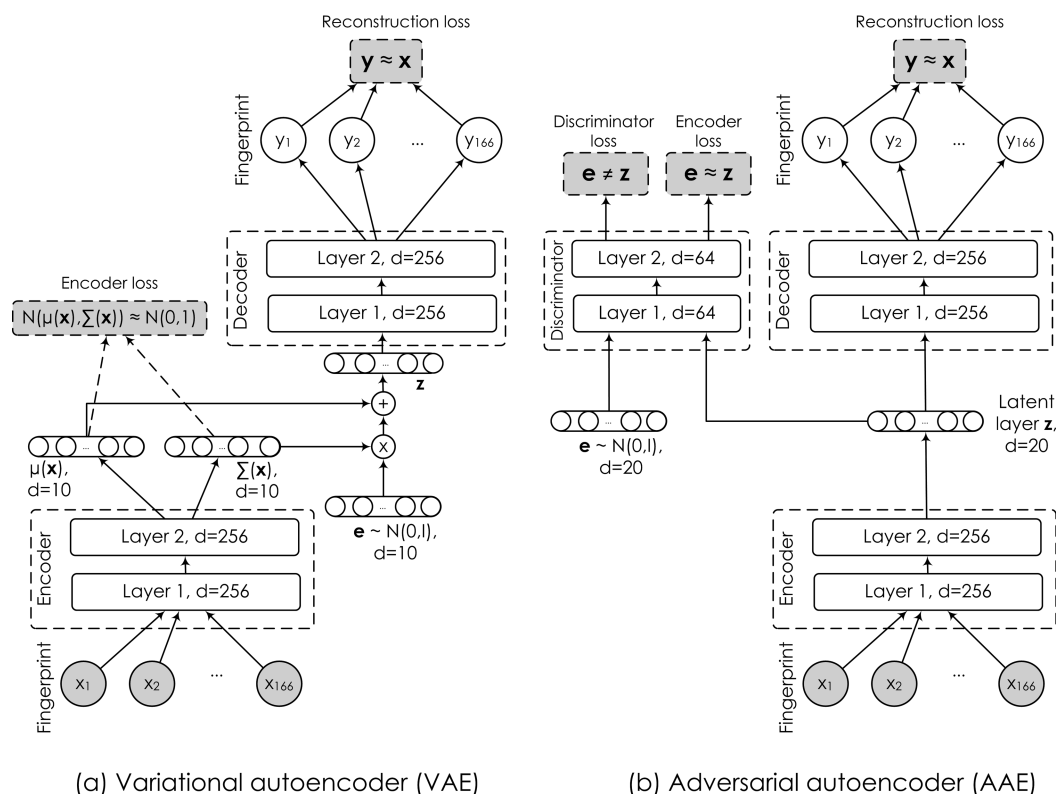 Reconstruction loss
y ≈ x
Fingerprint
y1
y2
...
y166
Decoder
Layer 2, d=256
Layer 1, d=256
Encoder loss
N(μ(x),∑(x)) ≈ N(0,1)
...
z
+
...
μ(x),
d=10
...
∑(x),
d=10
x
...
e ~ N(0,I),
d=10
Encoder
Layer 2, d=256
Layer 1, d=256
Fingerprint
x1
x2
...
x166
(a) Variational autoencoder (VAE)
Reconstruction loss
y ≈ x
Fingerprint
y1
y2
...
y166
Discriminator
loss
e ≠ z
Encoder
loss
e ≈ z
Discriminator
Layer 2, d=64
Layer 1, d=64
Decoder
Layer 2, d=256
Layer 1, d=256
...
e ~ N(0,I),
d=20
...
Latent
layer z,
d=20
Encoder
Layer 2, d=256
Layer 1, d=256
Fingerprint
x1
x2
...
x166
(b) Adversarial autoencoder (AAE)